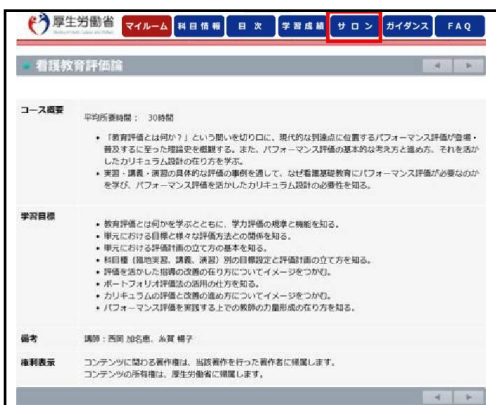 厚生労働省
マイルーム 科目情報 目次 学習成績 サロン ガイダンス FAQ
看護教育評価論
コース概要
平均所要時間： 30時間
• 「教育評価とは何か？」という問いを切り口に、現代的な到達点に位置するパフォーマンス評価が登場・
普及するに至った理論史を概観する。また、パフォーマンス評価の基本的な考え方と進め方、それを活か
したカリキュラム設計の在り方を学ぶ。
• 実習・講義・演習の具体的な評価の事例を通して、なぜ看護基礎教育にパフォーマンス評価が必要なのか
を学び、パフォーマンス評価を活かしたカリキュラム設計の必要性を知る。
学習目標
• 教育評価とは何かを学ぶとともに、学力評価の規準と機能を知る。
• 単元における目標と様々な評価方法との関係を知る。
• 単元における評価計画の立て方の基本を知る。
• 科目種（臨地実習、講義、演習）別の目標設定と評価計画の立て方を知る。
• 評価を活かした指導の改善の在り方についてイメージをつかむ。
• ポートフォリオ評価法の活用の仕方を知る。
• カリキュラムの評価と改善の進め方についてイメージをつかむ。
• パフォーマンス評価を実践する上での教師の力量形成の在り方を知る。
備考
講師：西岡 加名恵、糸賀 暢子
権利表示
コンテンツに関わる著作権は、当該著作を行った著作者に帰属します。
コンテンツの所有権は、厚生労働省に帰属します。